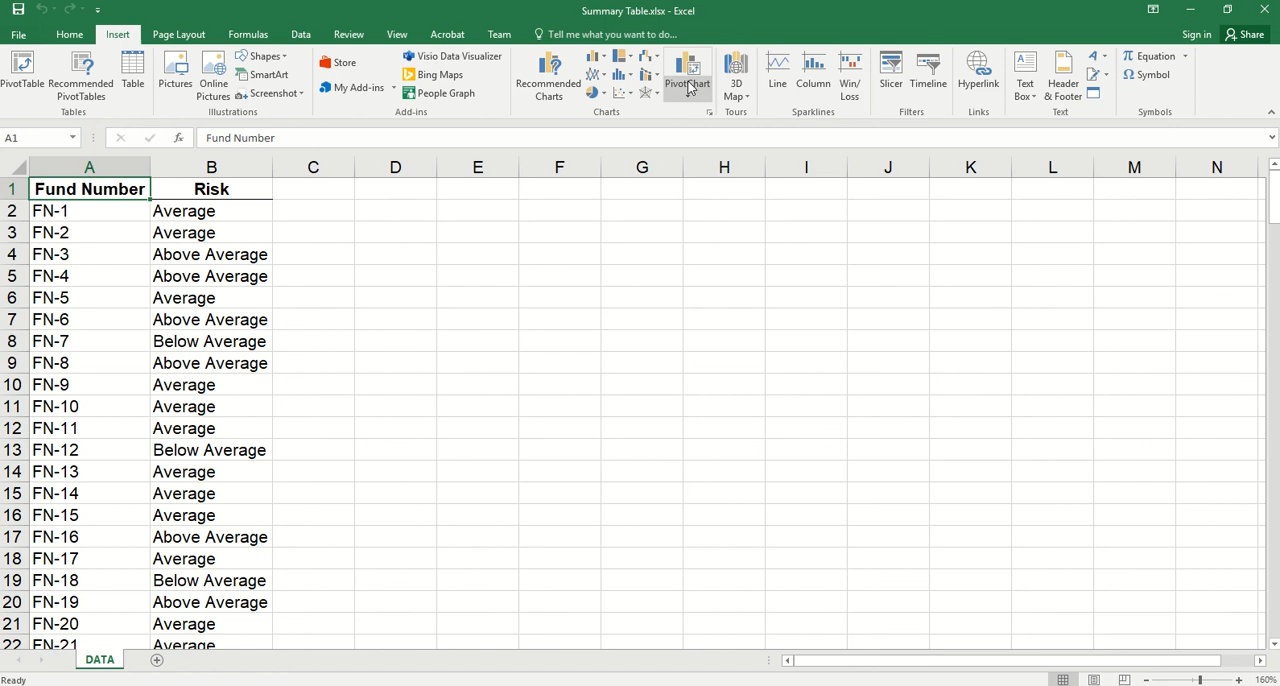 Summary Table.xlsx - Excel
File Home Insert Page Layout Formulas Data Review View Acrobat Team Tell me what you want to do... Sign in Share
PivotTable Recommended PivotTables Table
Tables
Pictures Online Pictures Shapes SmartArt Screenshot
Illustrations
Store My Add-ins Visio Data Visualizer Bing Maps People Graph
Add-ins
Recommended Charts PivotChart
Charts
3D Map
Tours
Line Column Win/ Loss
Sparklines
Slicer Timeline
Filters
Hyperlink
Links
Text Box Header & Footer
Text
Equation Symbol
Symbols
A1 fx Fund Number
A B C D E F G H I J K L M N
1 Fund Number Risk
2 FN-1 Average
3 FN-2 Average
4 FN-3 Above Average
5 FN-4 Above Average
6 FN-5 Average
7 FN-6 Above Average
8 FN-7 Below Average
9 FN-8 Above Average
10 FN-9 Average
11 FN-10 Average
12 FN-11 Average
13 FN-12 Below Average
14 FN-13 Average
15 FN-14 Average
16 FN-15 Average
17 FN-16 Above Average
18 FN-17 Average
19 FN-18 Below Average
20 FN-19 Above Average
21 FN-20 Average
22 FN-21 Average
DATA
Ready 160%